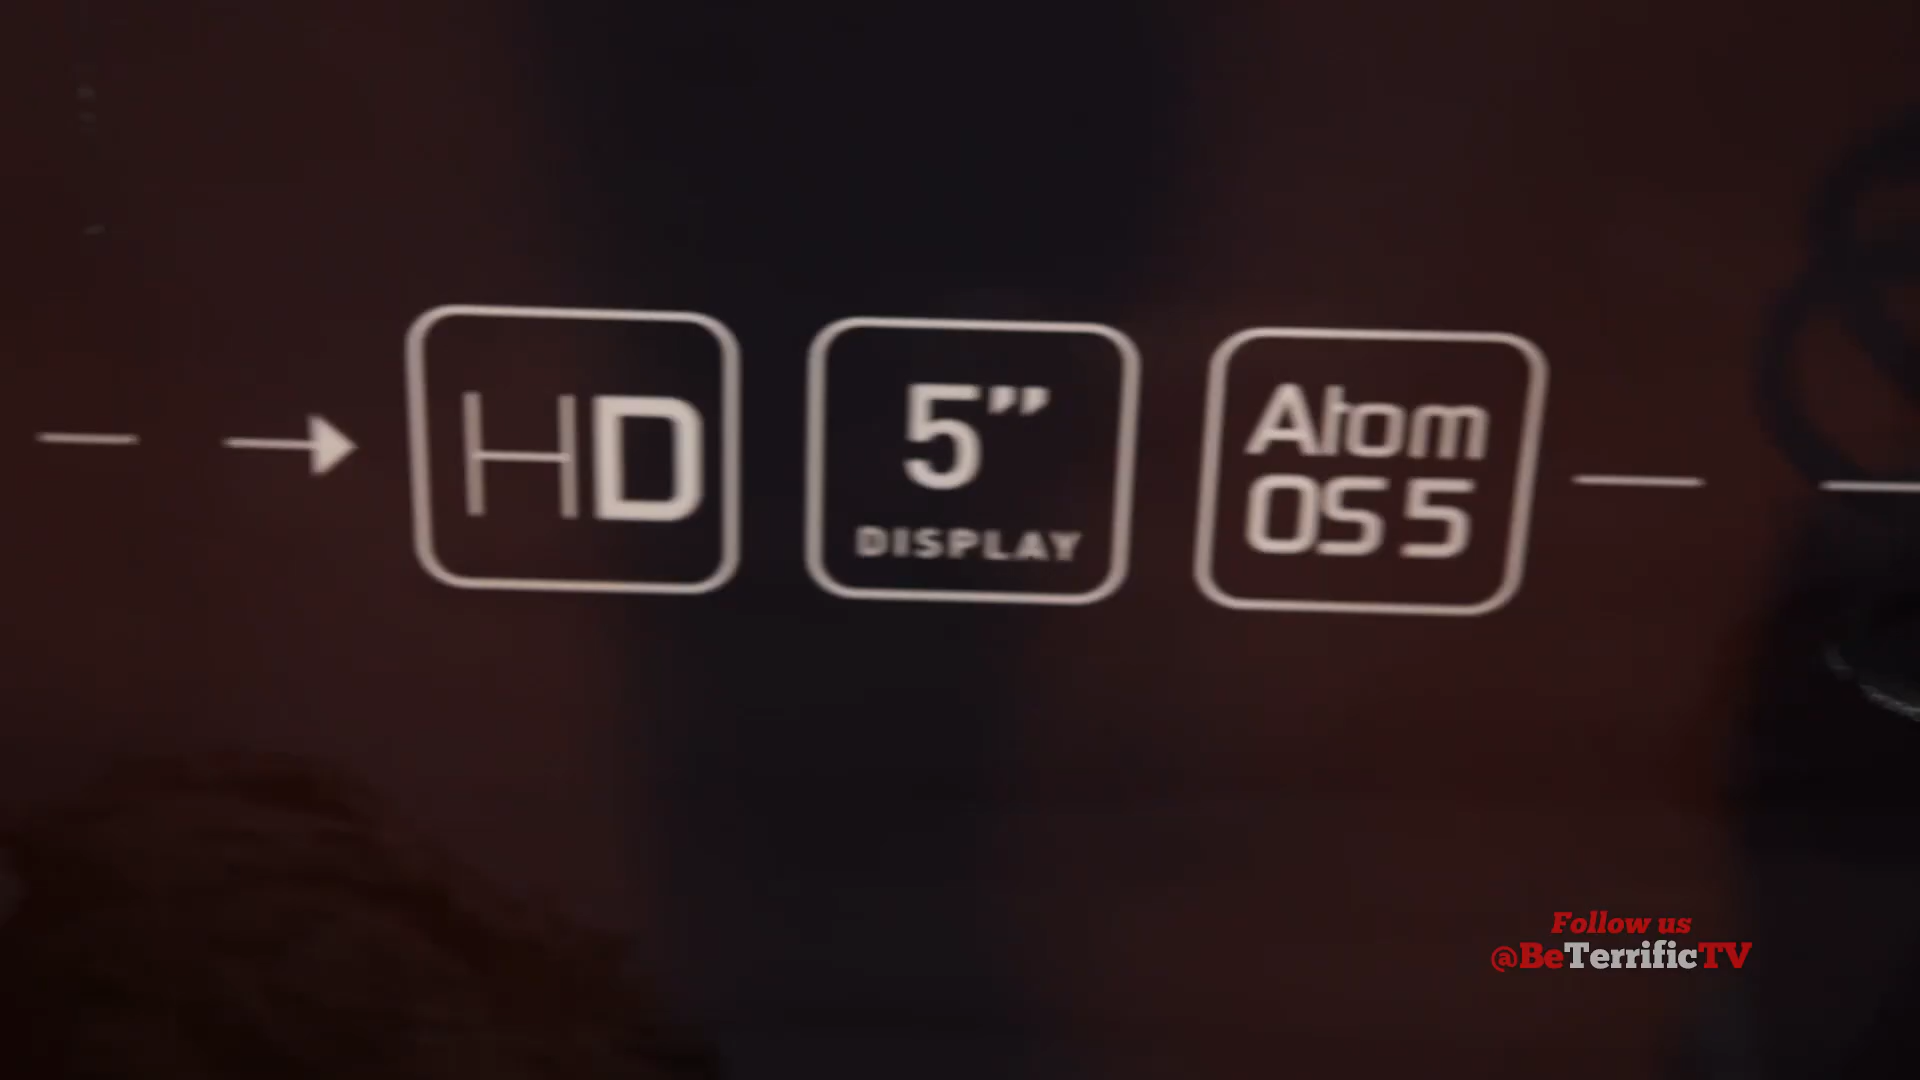 HD
5”
DISPLAY
Atom
OS 5
Follow us
@BeTerrificTV